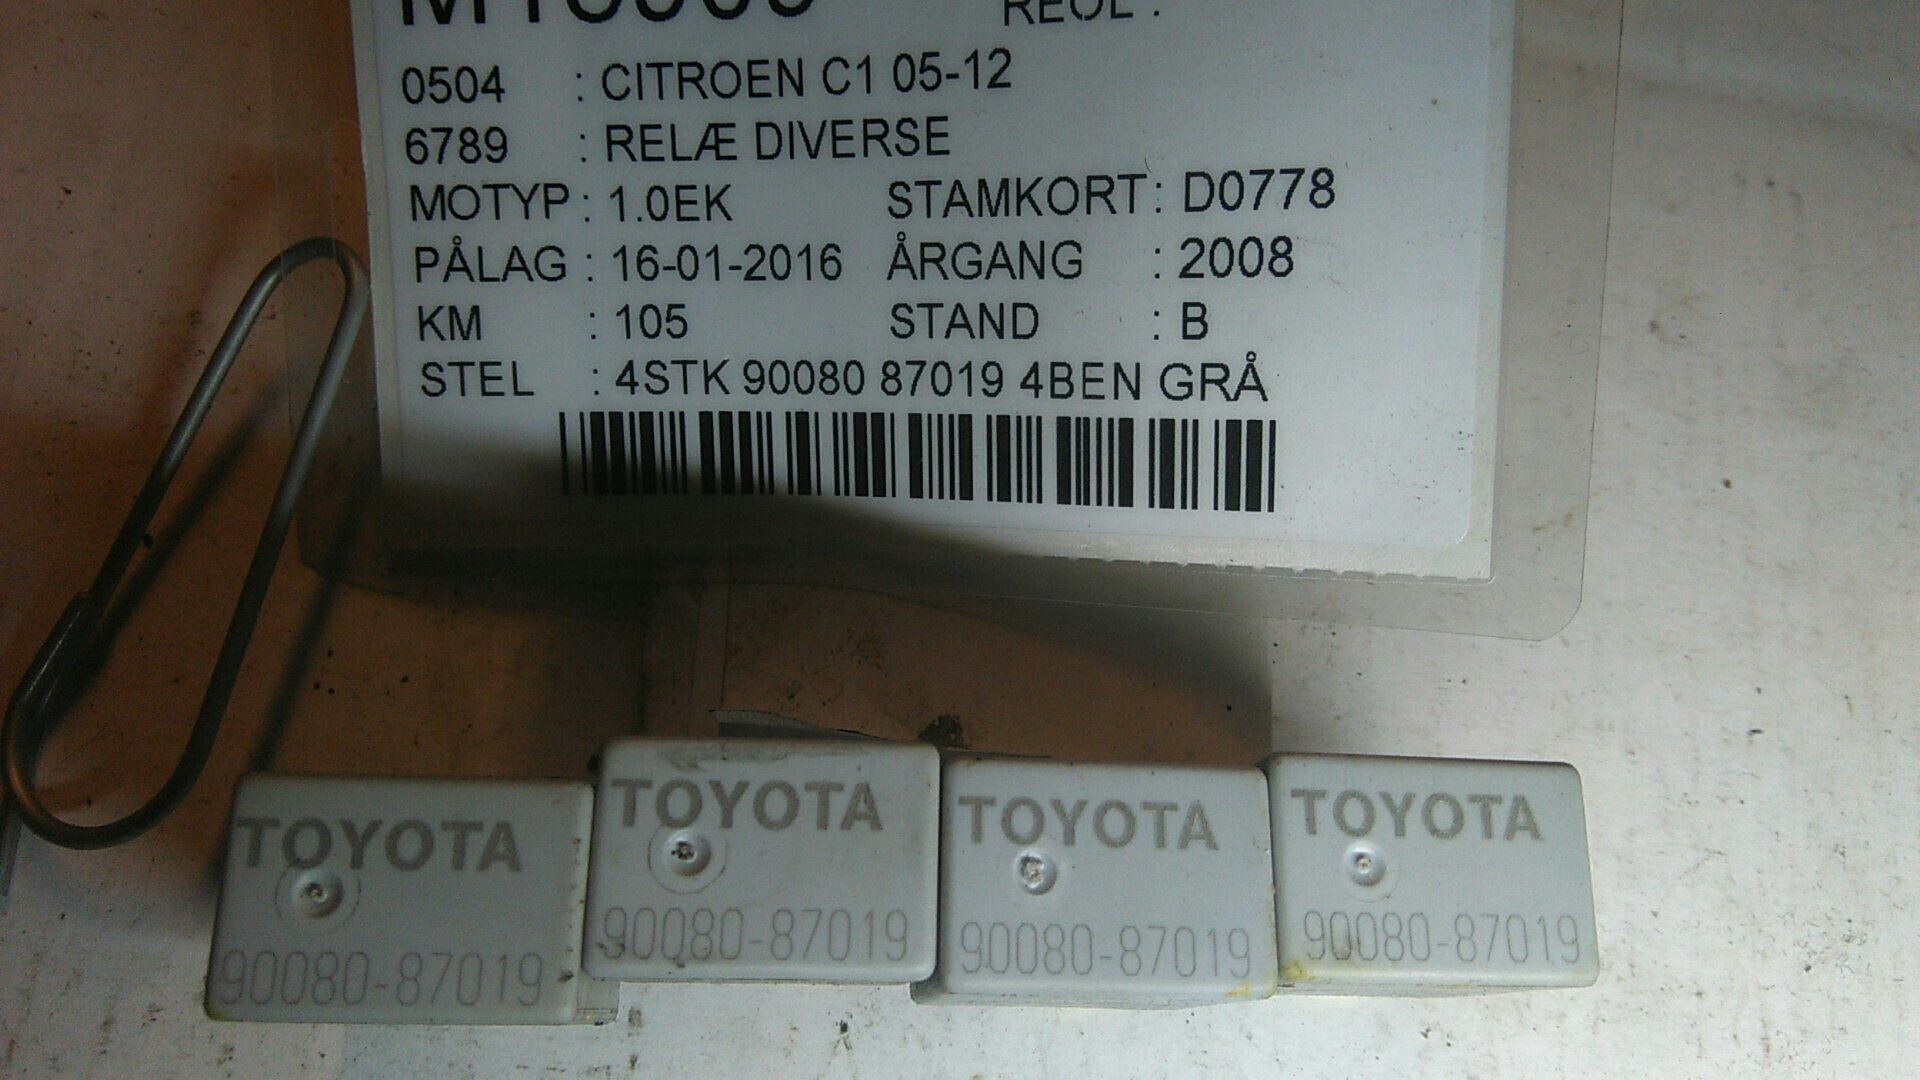 REOL :
0504 : CITROEN C1 05-12
6789 : RELÆ DIVERSE
MOTYP : 1.0EK STAMKORT : D0778
PÅLAG : 16-01-2016 ÅRGANG : 2008
KM : 105 STAND : B
STEL : 4STK 90080 87019 4BEN GRÅ
TOYOTA
90080-87019
TOYOTA
90080-87019
TOYOTA
90080-87019
TOYOTA
90080-87019